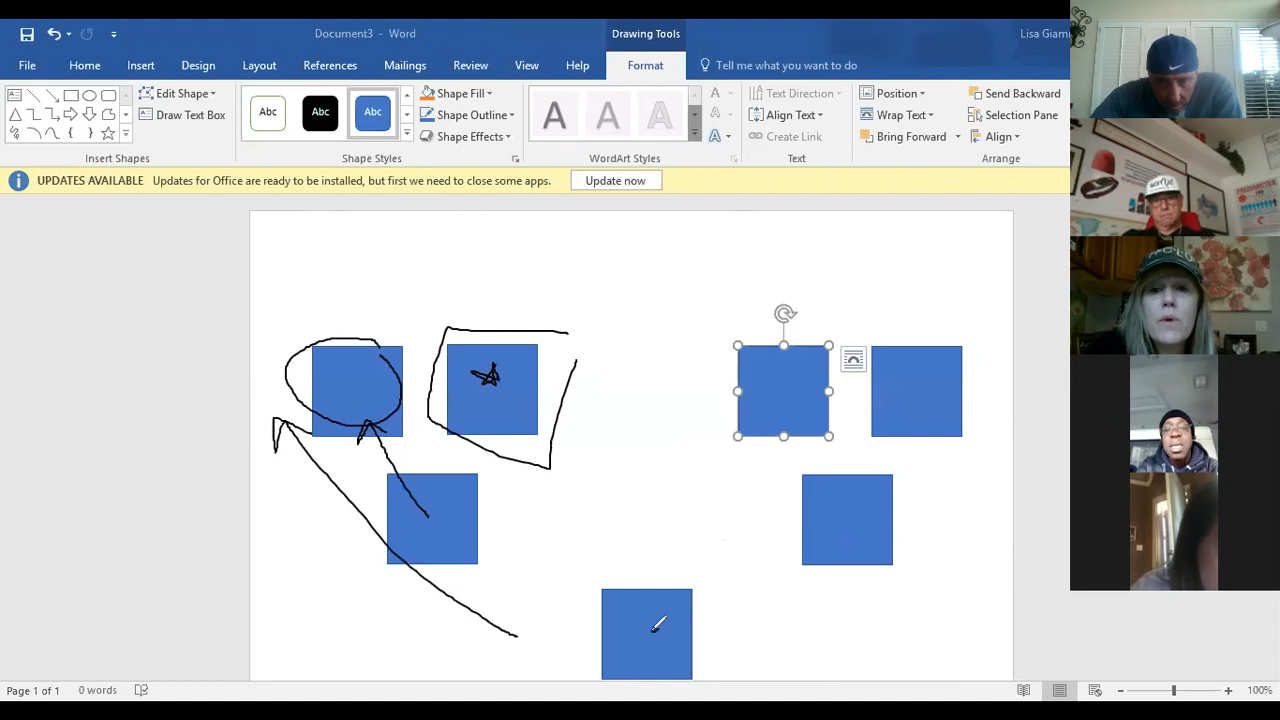 Document3 - Word
Drawing Tools
Lisa Giam
File
Home
Insert
Design
Layout
References
Mailings
Review
View
Help
Format
Tell me what you want to do
Edit Shape
Draw Text Box
Insert Shapes
Abc
Abc
Abc
Shape Fill
Shape Outline
Shape Effects
Shape Styles
A
A
A
WordArt Styles
Text Direction
Align Text
Create Link
Text
Position
Wrap Text
Bring Forward
Send Backward
Selection Pane
Align
Arrange
UPDATES AVAILABLE Updates for Office are ready to be installed, but first we need to close some apps.
Update now
Page 1 of 1
0 words
100%